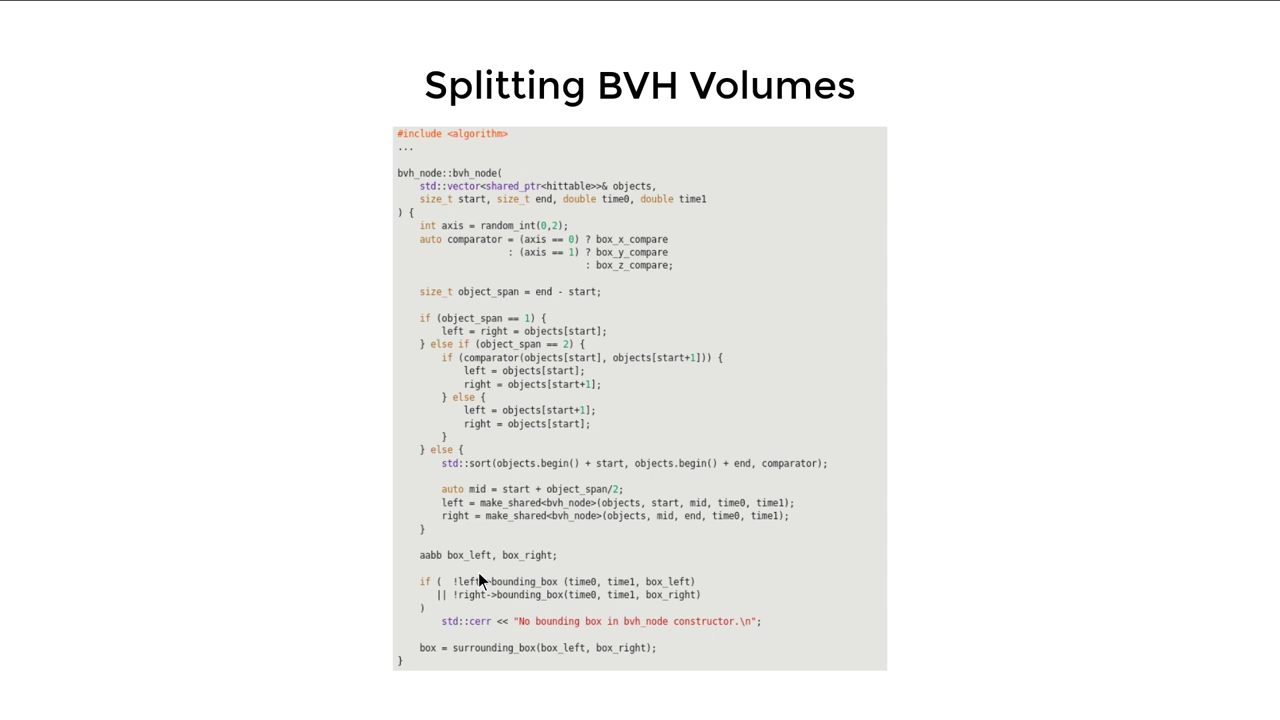 Splitting BVH Volumes
#include <algorithm>
...
bvh_node::bvh_node(
    std::vector<shared_ptr<hittable>>& objects,
    size_t start, size_t end, double time0, double time1
) {
    int axis = random_int(0,2);
    auto comparator = (axis == 0) ? box_x_compare
                    : (axis == 1) ? box_y_compare
                                  : box_z_compare;
    size_t object_span = end - start;
    if (object_span == 1) {
        left = right = objects[start];
    } else if (object_span == 2) {
        if (comparator(objects[start], objects[start+1])) {
            left = objects[start];
            right = objects[start+1];
        } else {
            left = objects[start+1];
            right = objects[start];
        }
    } else {
        std::sort(objects.begin() + start, objects.begin() + end, comparator);
        auto mid = start + object_span/2;
        left = make_shared<bvh_node>(objects, start, mid, time0, time1);
        right = make_shared<bvh_node>(objects, mid, end, time0, time1);
    }
    aabb box_left, box_right;
    if (  !left->bounding_box (time0, time1, box_left)
       || !right->bounding_box(time0, time1, box_right)
    )
        std::cerr << "No bounding box in bvh_node constructor.\n";
    box = surrounding_box(box_left, box_right);
}